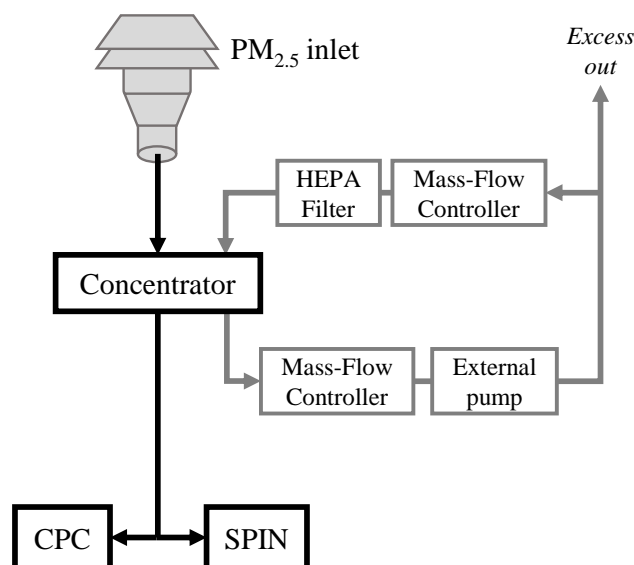 PM2.5 inlet
Excess
out
HEPA
Filter
Mass-Flow
Controller
Concentrator
Mass-Flow
Controller
External
pump
CPC
SPIN